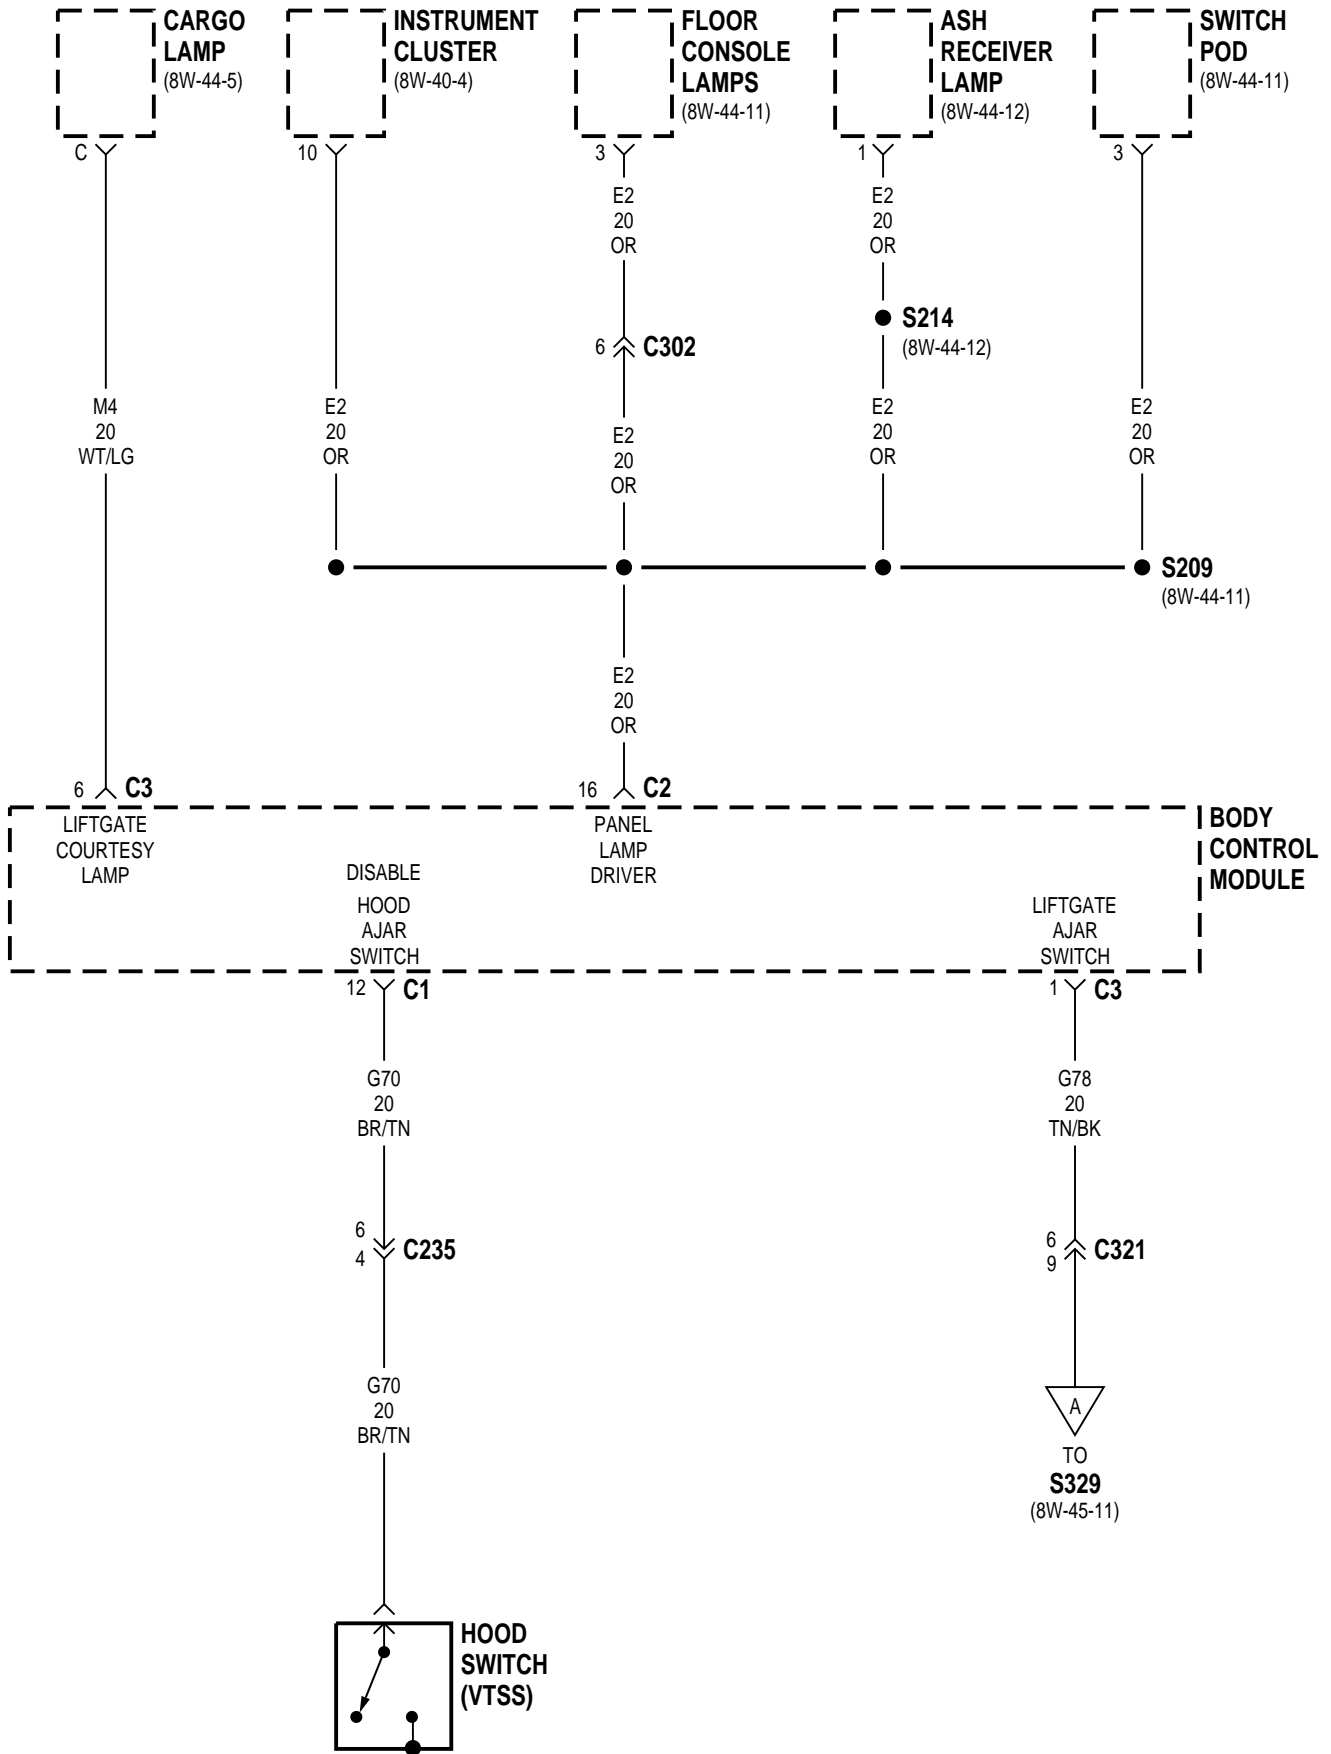 CARGO
LAMP
(8W-44-5)
INSTRUMENT
CLUSTER
(8W-40-4)
FLOOR
CONSOLE
LAMPS
(8W-44-11)
ASH
RECEIVER
LAMP
(8W-44-12)
SWITCH
POD
(8W-44-11)
C
10
3
1
3
E2
20
OR
E2
20
OR
S214
(8W-44-12)
6
C302
M4
20
WT/LG
E2
20
OR
E2
20
OR
E2
20
OR
E2
20
OR
S209
(8W-44-11)
E2
20
OR
6
C3
16
C2
LIFTGATE
COURTESY
LAMP
PANEL
LAMP
DRIVER
BODY
CONTROL
MODULE
DISABLE
HOOD
AJAR
SWITCH
LIFTGATE
AJAR
SWITCH
12
C1
1
C3
G70
20
BR/TN
G78
20
TN/BK
6
4
C235
6
9
C321
G70
20
BR/TN
A
TO
S329
(8W-45-11)
HOOD
SWITCH
(VTSS)